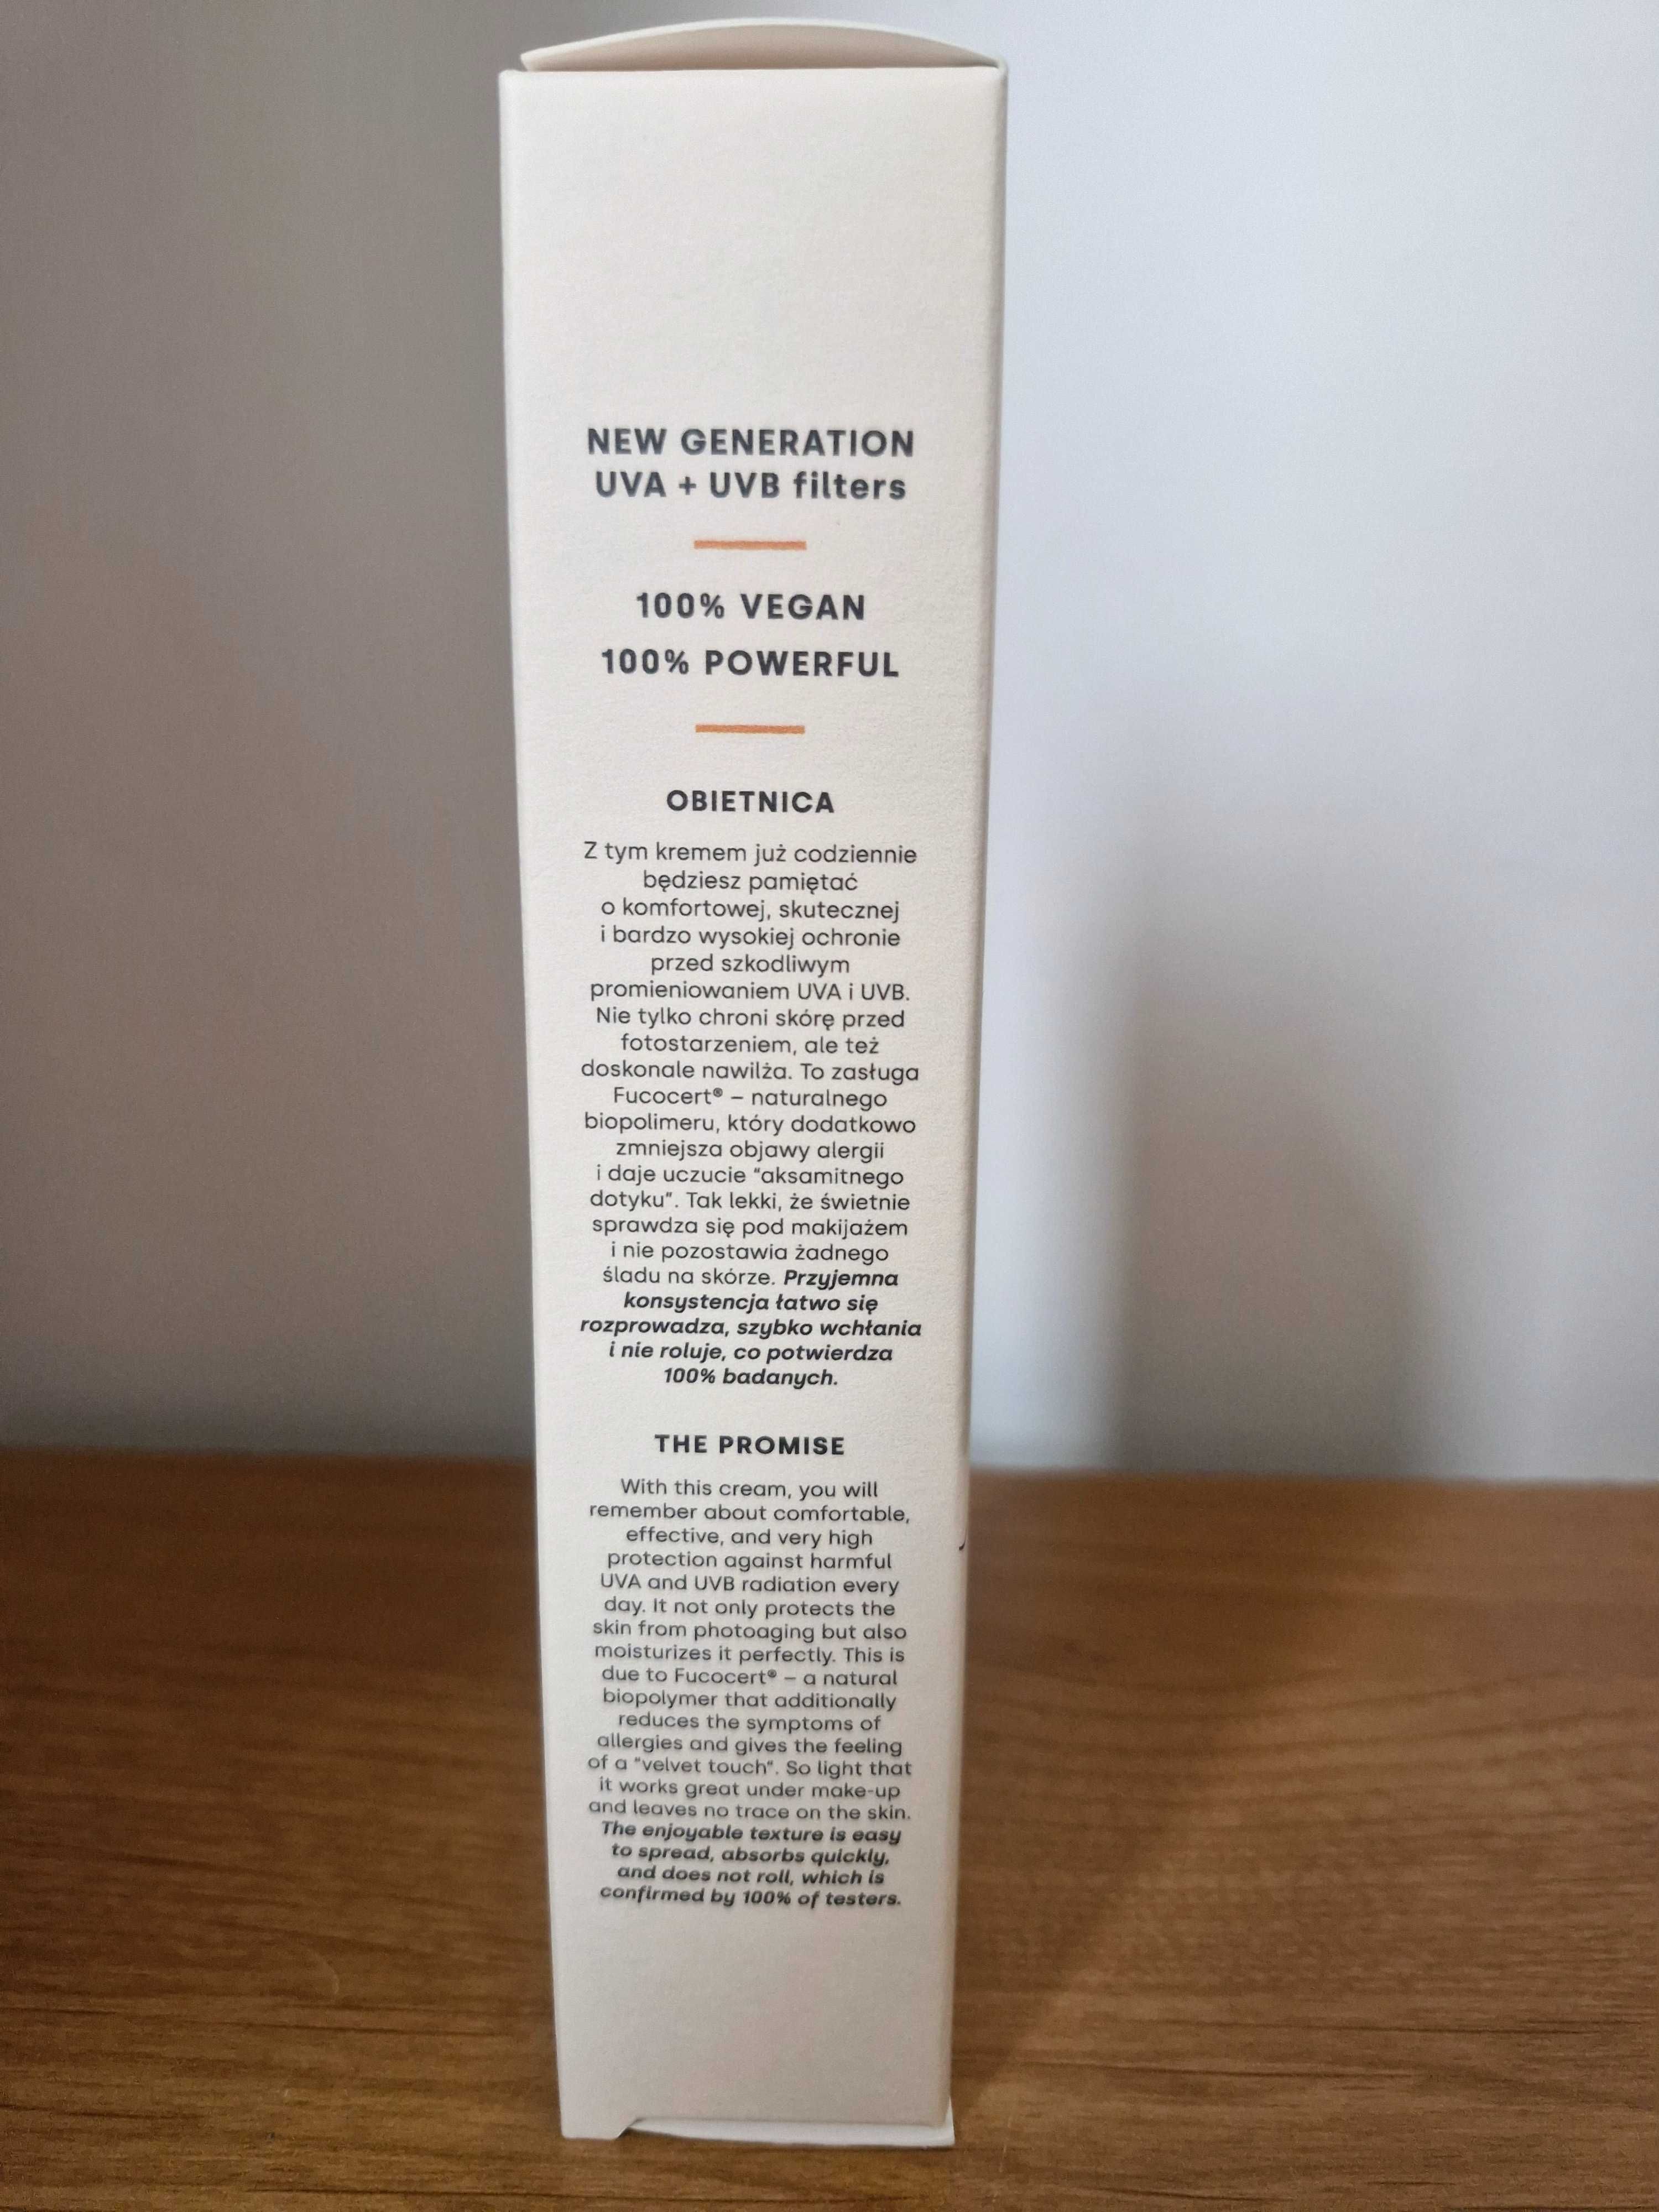 NEW GENERATION
UVA + UVB filters
100% VEGAN
100% POWERFUL
OBIETNICA
Z tym kremem już codziennie
będziesz pamiętać
o komfortowej, skutecznej
i bardzo wysokiej ochronie
przed szkodliwym
promieniowaniem UVA i UVB.
Nie tylko chroni skórę przed
fotostarzeniem, ale też
doskonale nawilża. To zasługa
Fucocert® – naturalnego
biopolimeru, który dodatkowo
zmniejsza objawy alergii
i daje uczucie "aksamitnego
dotyku". Tak lekki, że świetnie
sprawdza się pod makijażem
i nie pozostawia żadnego
śladu na skórze. Przyjemna
konsystencja łatwo się
rozprowadza, szybko wchłania
i nie roluje, co potwierdza
100% badanych.
THE PROMISE
With this cream, you will
remember about comfortable,
effective, and very high
protection against harmful
UVA and UVB radiation every
day. It not only protects the
skin from photoaging but also
moisturizes it perfectly. This is
due to Fucocert® – a natural
biopolymer that additionally
reduces the symptoms of
allergies and gives the feeling
of a "velvet touch". So light that
it works great under make-up
and leaves no trace on the skin.
The enjoyable texture is easy
to spread, absorbs quickly,
and does not roll, which is
confirmed by 100% of testers.